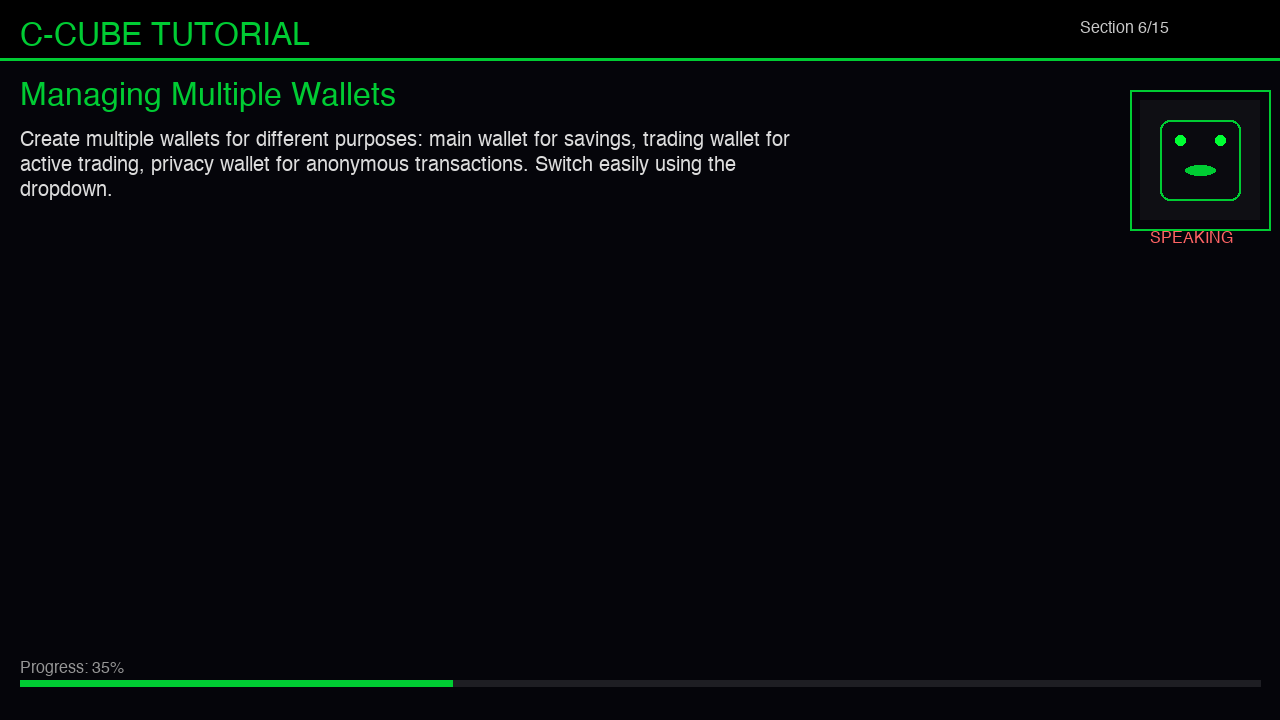 C-CUBE TUTORIAL
Section 6/15
Managing Multiple Wallets
Create multiple wallets for different purposes: main wallet for savings, trading wallet for
active trading, privacy wallet for anonymous transactions. Switch easily using the
dropdown.
SPEAKING
Progress: 35%